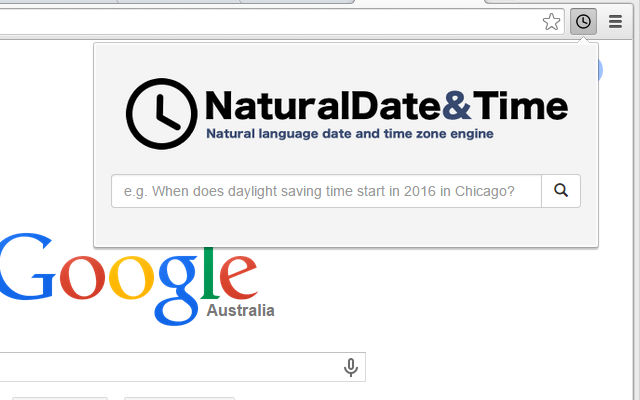 NaturalDate&Time
Natural language date and time zone engine
e.g. When does daylight saving time start in 2016 in Chicago?
Google
Australia